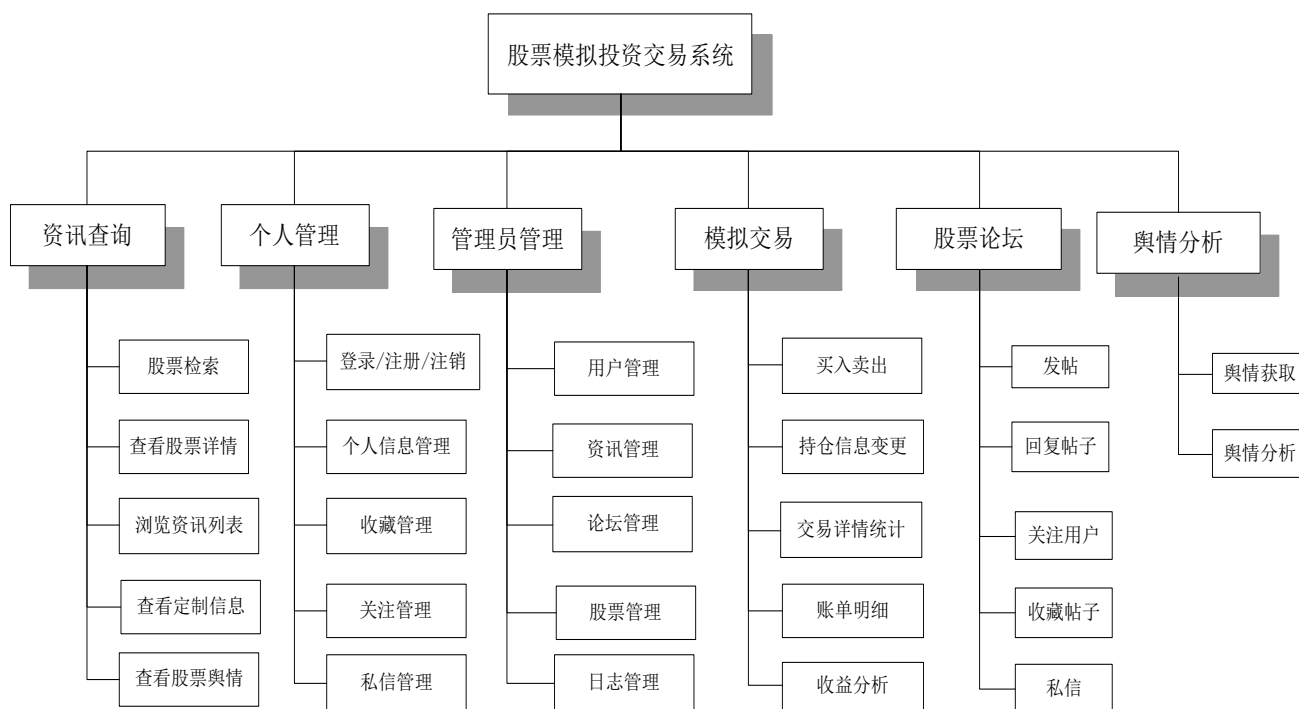 股票模拟投资交易系统
资讯查询
个人管理
管理员管理
模拟交易
股票论坛
舆情分析
股票检索
查看股票详情
浏览资讯列表
查看定制信息
查看股票舆情
登录/注册/注销
个人信息管理
收藏管理
关注管理
私信管理
用户管理
资讯管理
论坛管理
股票管理
日志管理
买入卖出
持仓信息变更
交易详情统计
账单明细
收益分析
发帖
回复帖子
关注用户
收藏帖子
私信
舆情获取
舆情分析